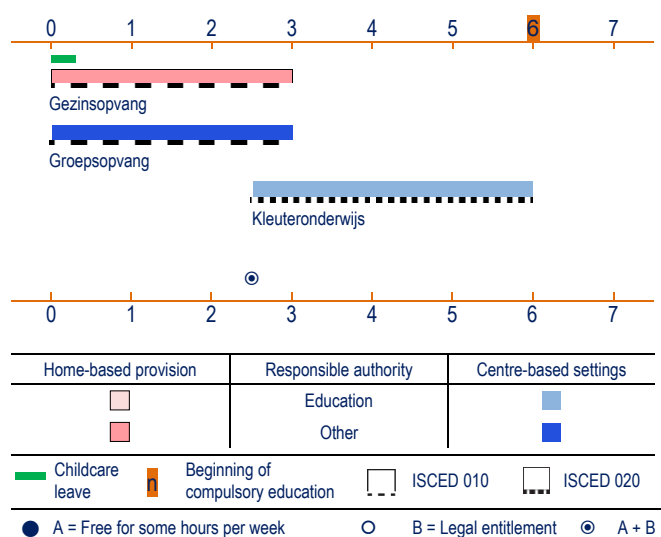 0 1 2 3 4 5 6 7
Gezinsopvang
Groepsopvang
Kleuteronderwijs
0 1 2 3 4 5 6 7
Home-based provision Responsible authority Centre-based settings
Education
Other
Childcare leave n Beginning of compulsory education ISCED 010 ISCED 020
A = Free for some hours per week B = Legal entitlement A + B